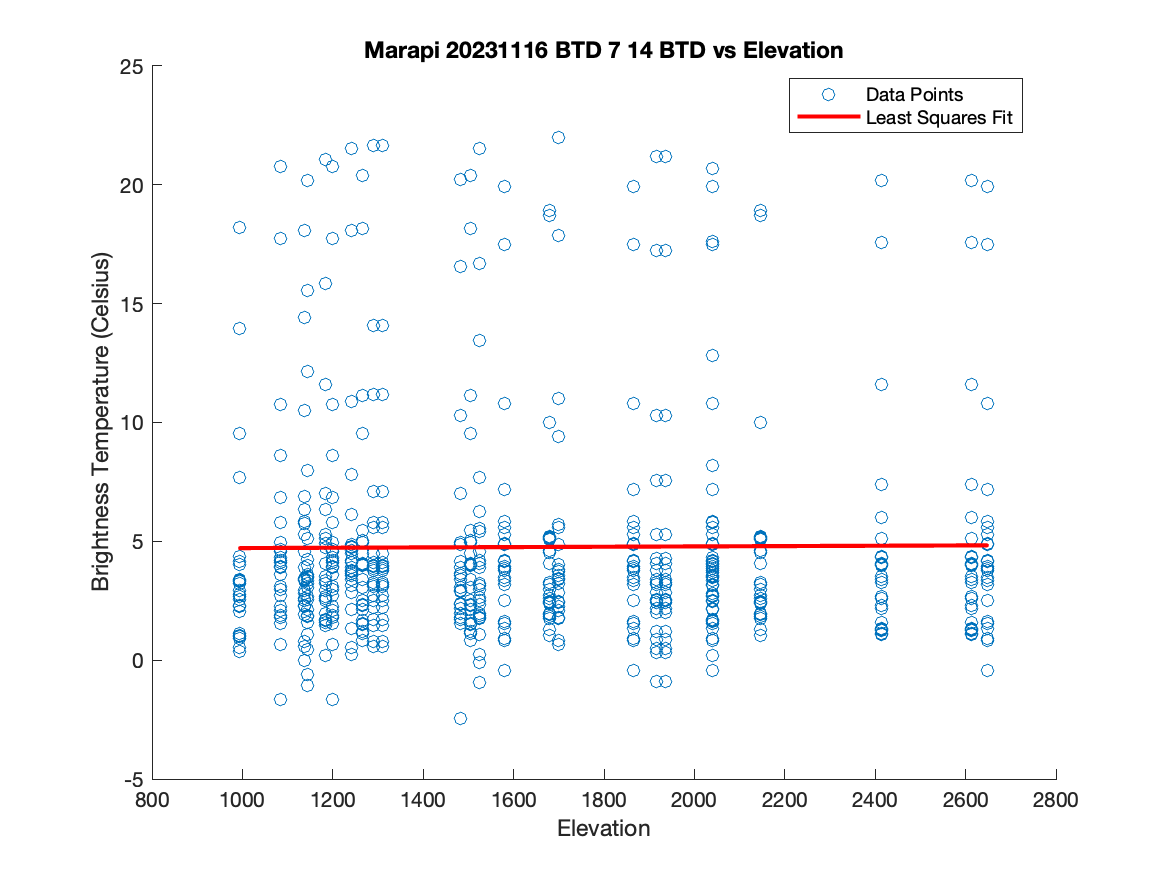 Marapi 20231116 BTD 7 14 BTD vs Elevation
25
20
15
10
5
0
-5
Brightness Temperature (Celsius)
Data Points
Least Squares Fit
800 1000 1200 1400 1600 1800 2000 2200 2400 2600 2800
Elevation